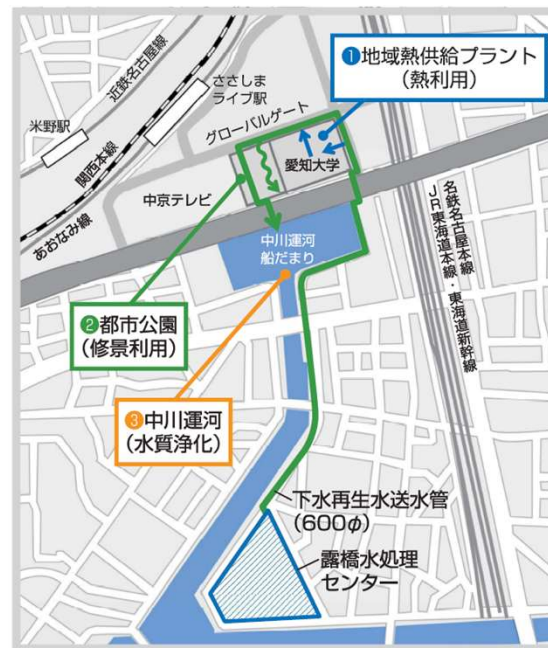 ❶地域熱供給プラント
(熱利用)
近鉄名古屋線
ささしま
ライブ駅
米野駅
グローバルゲート
関西本線
愛知大学
中京テレビ
あおなみ線
中川運河
船だまり
名鉄名古屋本線・
JR東海道本線・東海道新幹線
❷都市公園
(修景利用)
❸中川運河
(水質浄化)
下水再生水送水管
(600φ)
露橋水処理
センター